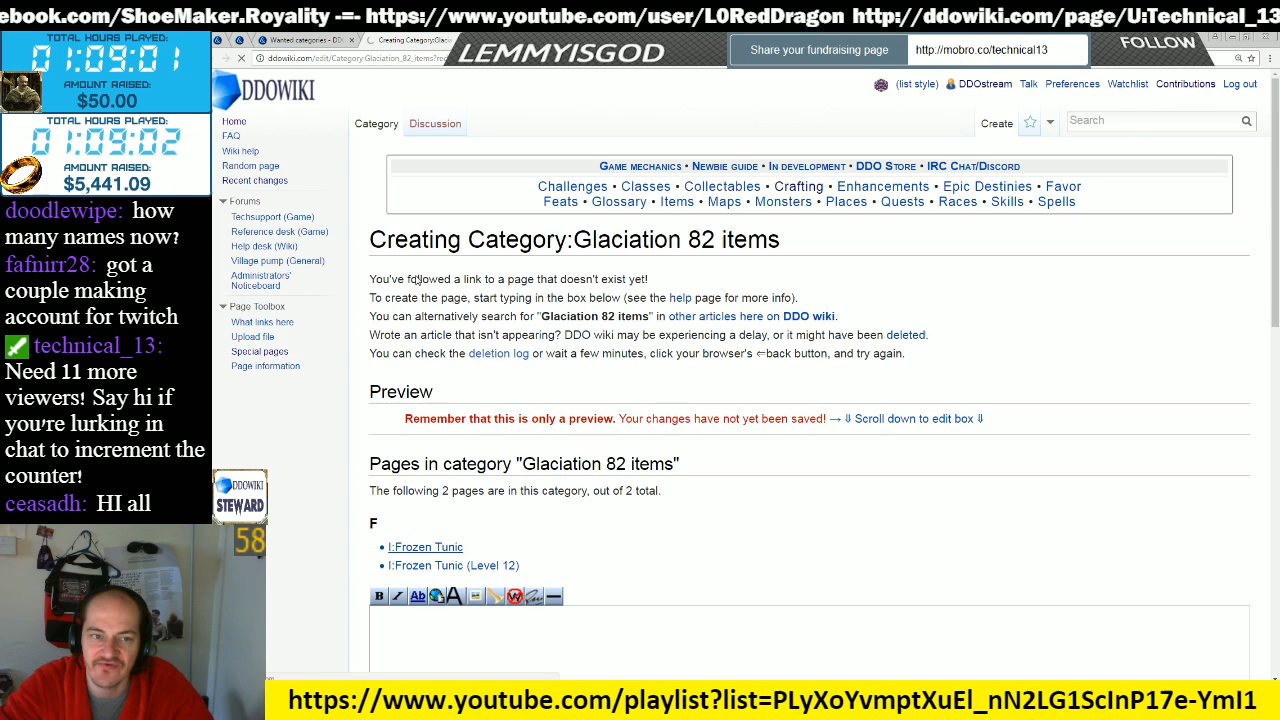 ebook.com/ShoeMaker.Royality -=- https://www.youtube.com/user/L0RedDragon http://ddowiki.com/page/U:Technical_13
TOTAL HOURS PLAYED:
01:09:01
AMOUNT RAISED:
$50.00
TOTAL HOURS PLAYED:
01:09:02
AMOUNT RAISED:
$5,441.09
doodlewipe: how
many names now?
fafnirr28: got a
couple making
account for twitch
technical_13:
Need 11 more
viewers! Say hi if
you're lurking in
chat to increment the
counter!
ceasadh: HI all
Wanted categories - DD
Creating Category:Glaci
ddowiki.com/edit/Category:Glaciation_82_items?re
LEMMYISGOD
Share your fundraising page
http://mobro.co/technical13
FOLLOW
DDOWIKI
(list style)
DDOstream
Talk
Preferences
Watchlist
Contributions
Log out
Home
FAQ
Wiki help
Random page
Recent changes
Forums
Techsupport (Game)
Reference desk (Game)
Help desk (Wiki)
Village pump (General)
Administrators'
Noticeboard
Page Toolbox
What links here
Upload file
Special pages
Page information
DDOWIKI
STEWARD
58
Category
Discussion
Create
Search
Game mechanics • Newbie guide • In development • DDO Store • IRC Chat/Discord
Challenges • Classes • Collectables • Crafting • Enhancements • Epic Destinies • Favor
Feats • Glossary • Items • Maps • Monsters • Places • Quests • Races • Skills • Spells
Creating Category:Glaciation 82 items
You've followed a link to a page that doesn't exist yet!
To create the page, start typing in the box below (see the help page for more info).
You can alternatively search for "Glaciation 82 items" in other articles here on DDO wiki.
Wrote an article that isn't appearing? DDO wiki may be experiencing a delay, or it might have been deleted.
You can check the deletion log or wait a few minutes, click your browser's ⇐back button, and try again.
Preview
Remember that this is only a preview. Your changes have not yet been saved! → ⇓ Scroll down to edit box ⇓
Pages in category "Glaciation 82 items"
The following 2 pages are in this category, out of 2 total.
F
• I:Frozen Tunic
• I:Frozen Tunic (Level 12)
B I Ab A W
https://www.youtube.com/playlist?list=PLyXoYvmptXuEl_nN2LG1ScInP17e-YmI1